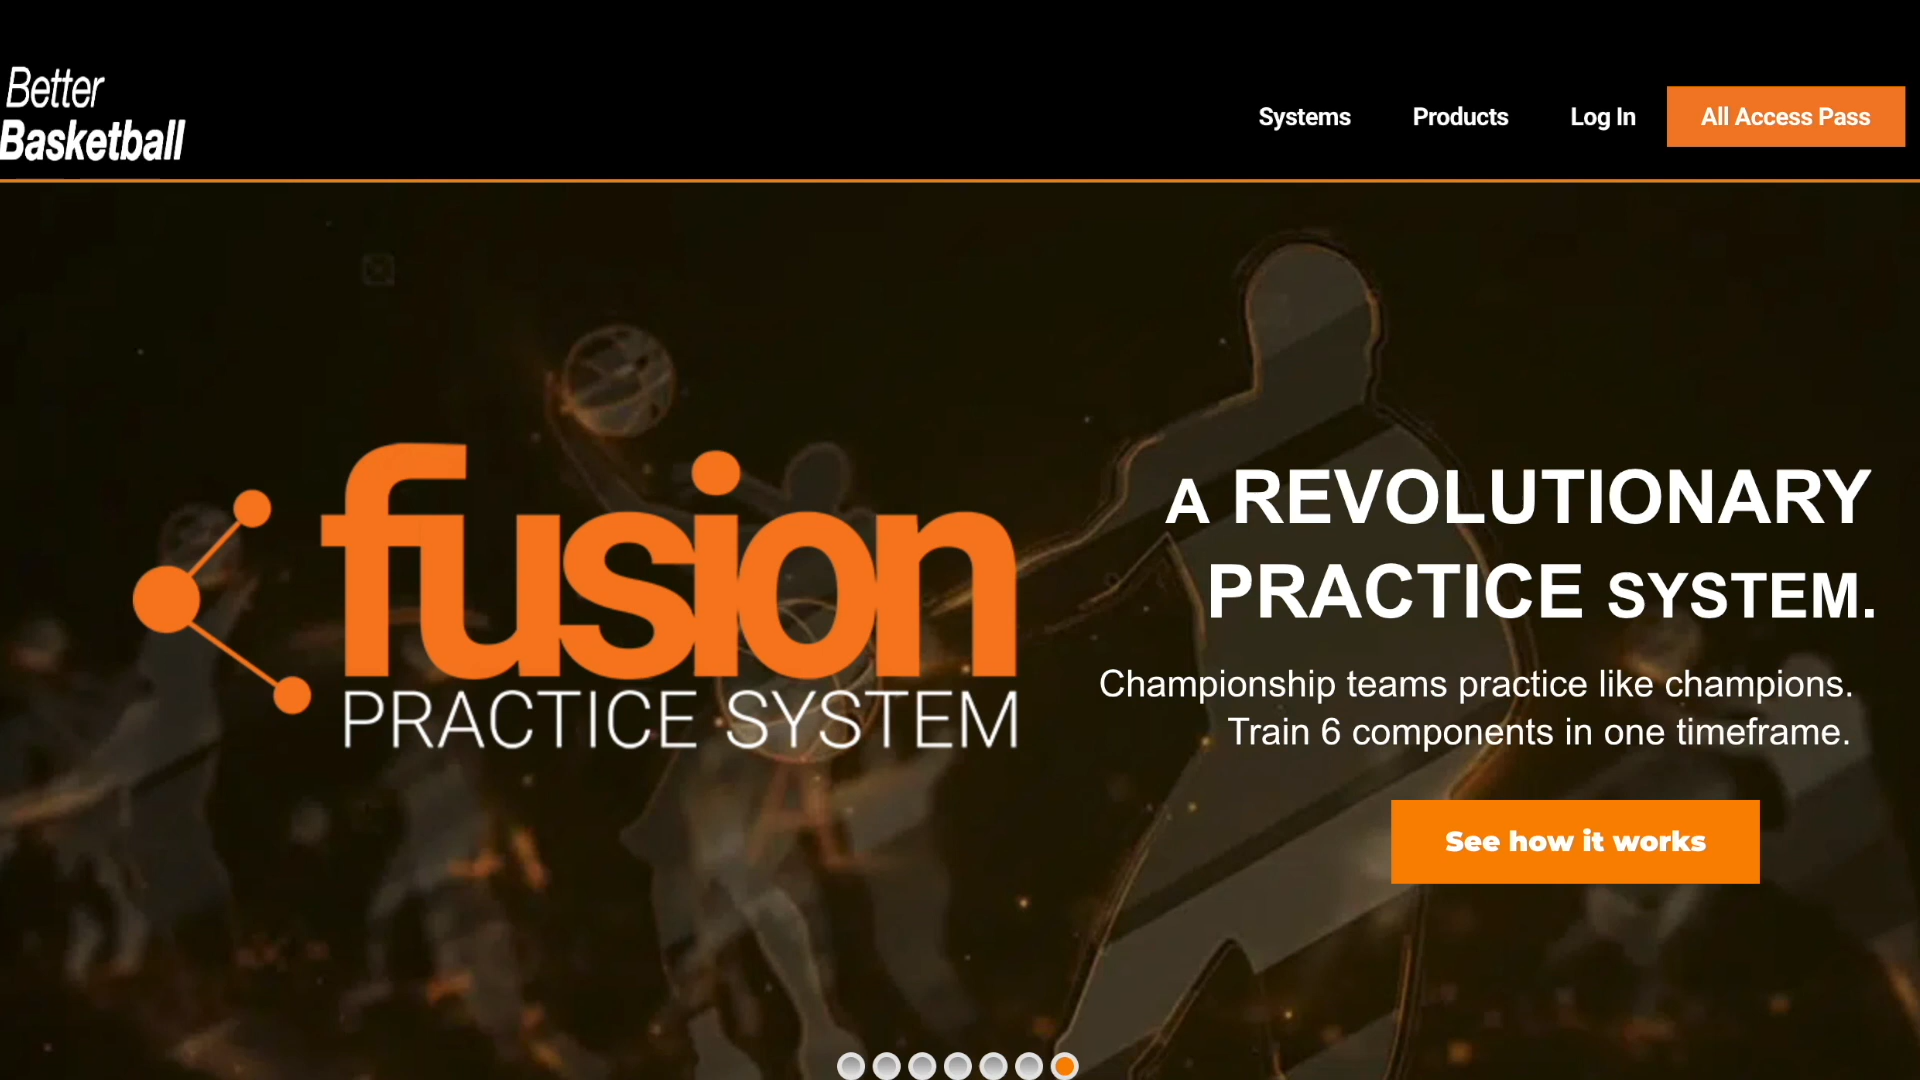 Better
Basketball
Systems
Products
Log In
All Access Pass
fusion
PRACTICE SYSTEM
A REVOLUTIONARY
PRACTICE SYSTEM.
Championship teams practice like champions.
Train 6 components in one timeframe.
See how it works